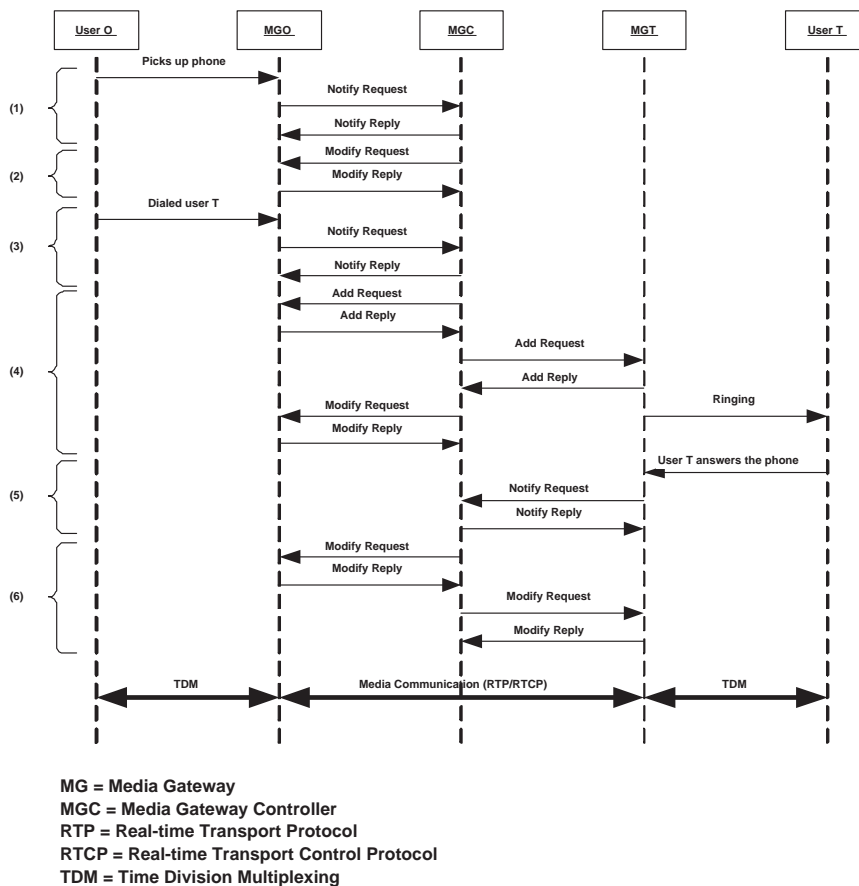 User O MGO MGC MGT User T
Picks up phone
Notify Request
(1)
Notify Reply
Modify Request
(2)
Modify Reply
Dialed user T
Notify Request
(3)
Notify Reply
Add Request
Add Reply
Add Request
(4)
Add Reply
Ringing
Modify Request
Modify Reply
User T answers the phone
Notify Request
(5)
Notify Reply
Modify Request
Modify Reply
(6)
Modify Request
Modify Reply
TDM Media Communication (RTP/RTCP) TDM
MG = Media Gateway
MGC = Media Gateway Controller
RTP = Real-time Transport Protocol
RTCP = Real-time Transport Control Protocol
TDM = Time Division Multiplexing